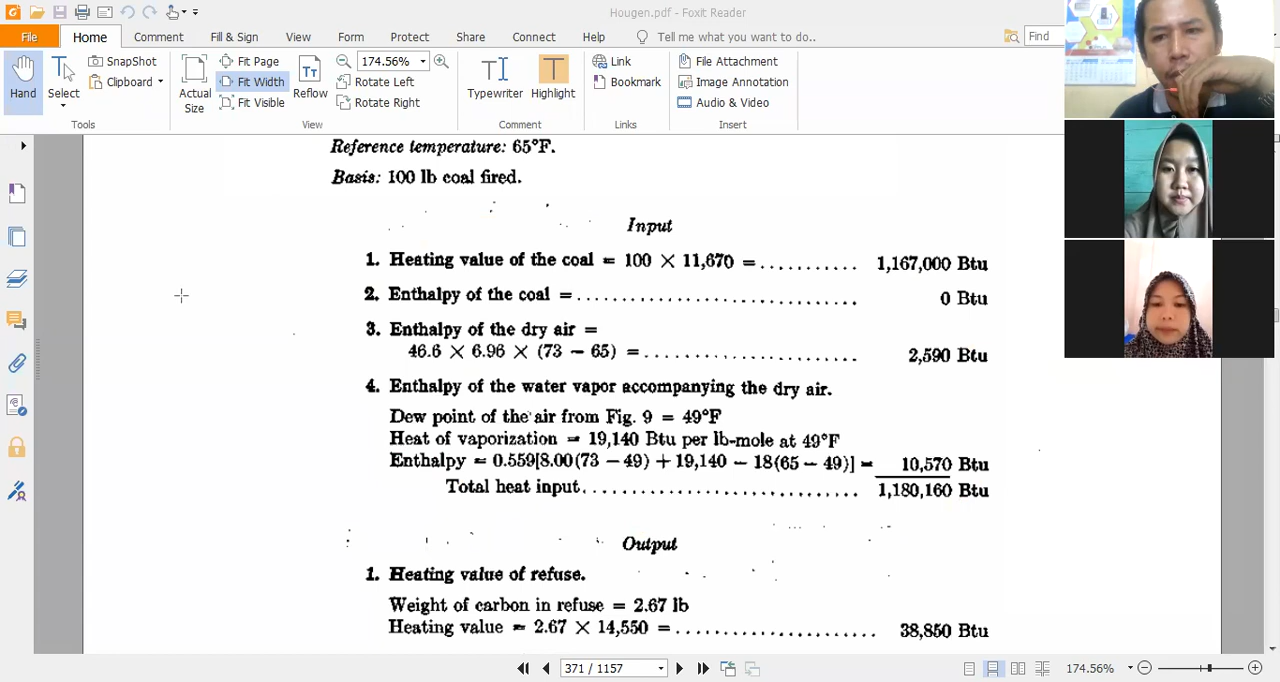 Hougen.pdf - Foxit Reader
File
Home
Comment
Fill & Sign
View
Form
Protect
Share
Connect
Help
Tell me what you want to do..
Find
Hand
Select
SnapShot
Clipboard
Actual Size
Fit Page
Fit Width
Fit Visible
Reflow
174.56%
Rotate Left
Rotate Right
Typewriter
Highlight
Link
Bookmark
File Attachment
Image Annotation
Audio & Video
Tools
View
Comment
Links
Insert
Reference temperature: 65°F.
Basis: 100 lb coal fired.
Input
1. Heating value of the coal = 100 × 11,670 = ........... 1,167,000 Btu
2. Enthalpy of the coal = ............................... 0 Btu
3. Enthalpy of the dry air =
46.6 × 6.96 × (73 − 65) = ........................ 2,590 Btu
4. Enthalpy of the water vapor accompanying the dry air.
Dew point of the air from Fig. 9 = 49°F
Heat of vaporization = 19,140 Btu per lb-mole at 49°F
Enthalpy = 0.559[8.00(73 − 49) + 19,140 − 18(65 − 49)] = 10,570 Btu
Total heat input............................... 1,180,160 Btu
Output
1. Heating value of refuse.
Weight of carbon in refuse = 2.67 lb
Heating value = 2.67 × 14,550 = ...................... 38,850 Btu
371 / 1157
174.56%